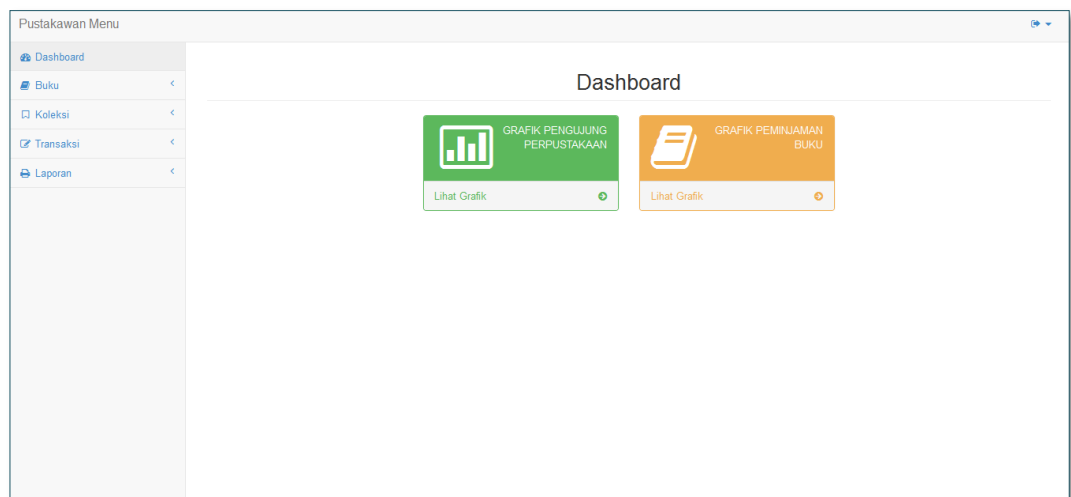 Pustakawan Menu
Dashboard
Buku
Koleksi
Transaksi
Laporan
Dashboard
GRAFIK PENGUJUNG
PERPUSTAKAAN
Lihat Grafik
GRAFIK PEMINJAMAN
BUKU
Lihat Grafik